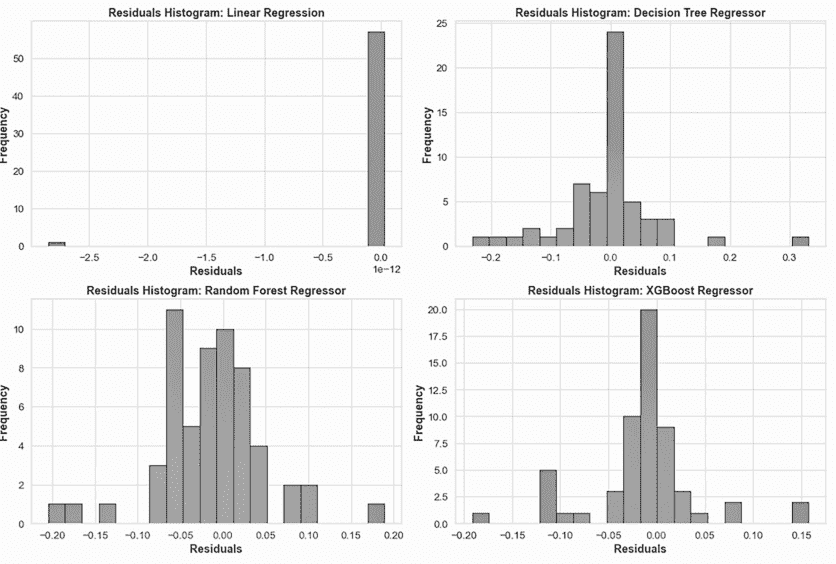 Residuals Histogram: Linear Regression
Frequency
50
40
30
20
10
0
-2.5 -2.0 -1.5 -1.0 -0.5 0.0
1e-12
Residuals
Residuals Histogram: Decision Tree Regressor
Frequency
25
20
15
10
5
0
-0.2 -0.1 0.0 0.1 0.2 0.3
Residuals
Residuals Histogram: Random Forest Regressor
Frequency
10
8
6
4
2
0
-0.20 -0.15 -0.10 -0.05 0.00 0.05 0.10 0.15 0.20
Residuals
Residuals Histogram: XGBoost Regressor
Frequency
20.0
17.5
15.0
12.5
10.0
7.5
5.0
2.5
0.0
-0.20 -0.15 -0.10 -0.05 0.00 0.05 0.10 0.15
Residuals